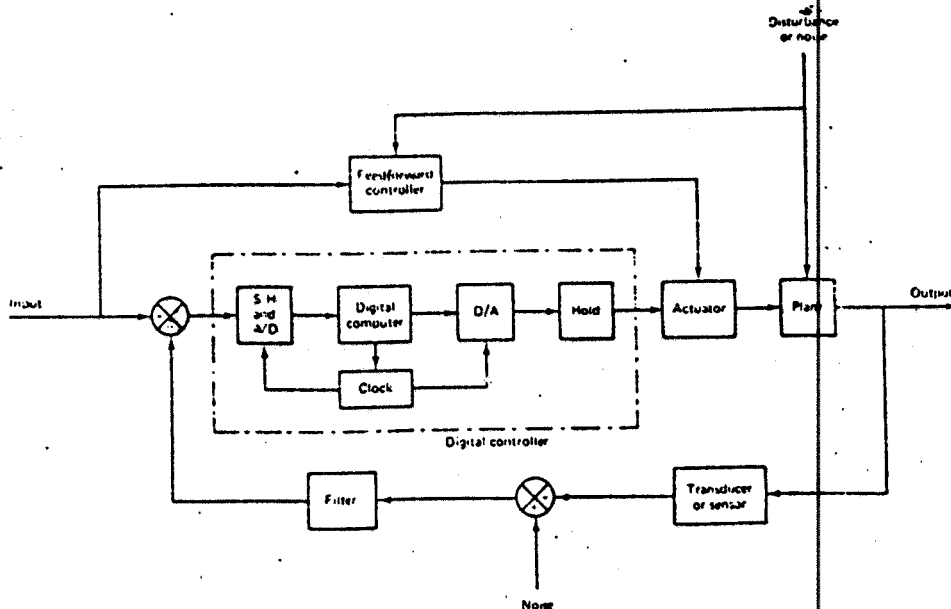 Disturbance
or noise
Feedforward
controller
Input
S/H
and
A/D
Digital
computer
D/A
Hold
Actuator
Plant
Output
Clock
Digital controller
Filter
Transducer
or sensor
Noise